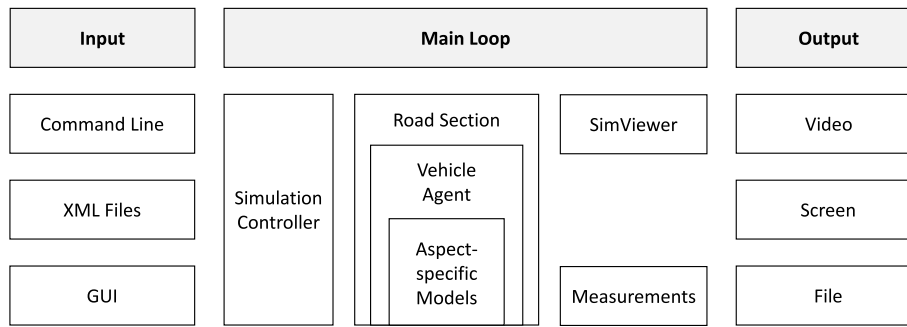 Input
Main Loop
Output
Command Line
XML Files
GUI
Simulation
Controller
Road Section
Vehicle
Agent
Aspect-
specific
Models
SimViewer
Measurements
Video
Screen
File